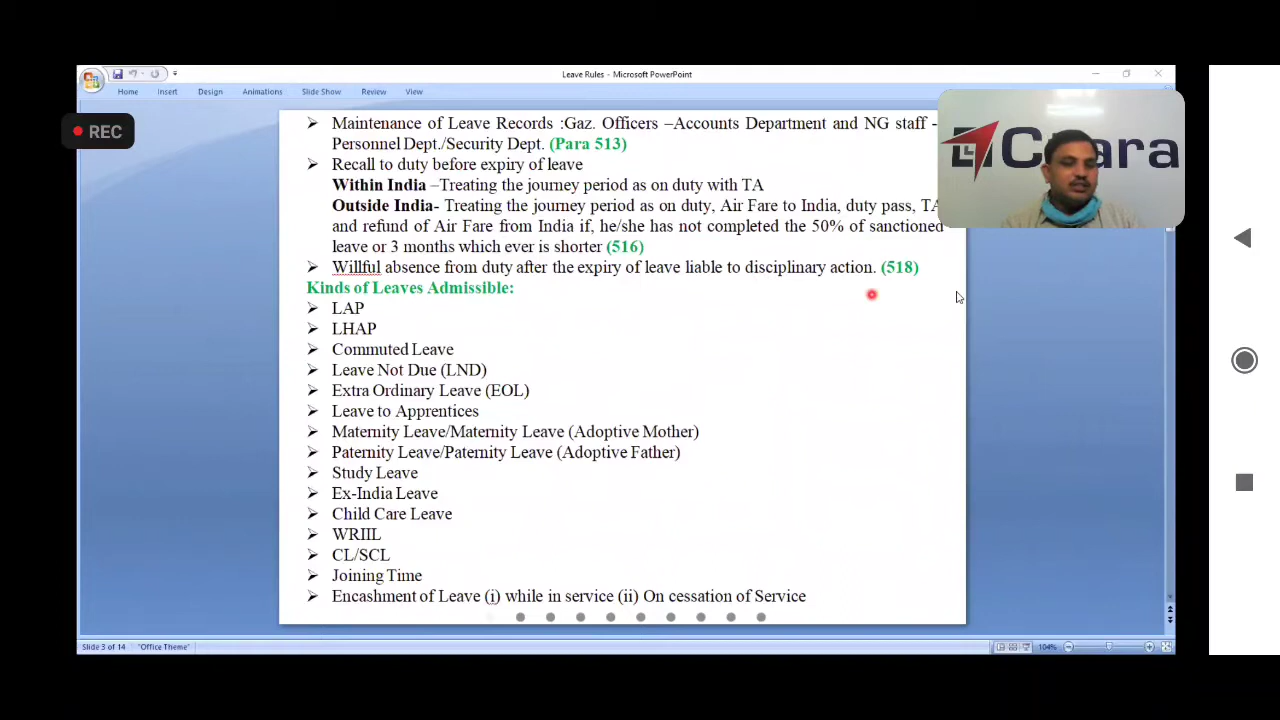 Leave Rules - Microsoft PowerPoint
Home Insert Design Animations Slide Show Review View
REC
Maintenance of Leave Records :Gaz. Officers –Accounts Department and NG staff -
Personnel Dept./Security Dept. (Para 513)
Recall to duty before expiry of leave
Within India –Treating the journey period as on duty with TA
Outside India- Treating the journey period as on duty, Air Fare to India, duty pass, TA
and refund of Air Fare from India if, he/she has not completed the 50% of sanctioned
leave or 3 months which ever is shorter (516)
Willful absence from duty after the expiry of leave liable to disciplinary action. (518)
Kinds of Leaves Admissible:
LAP
LHAP
Commuted Leave
Leave Not Due (LND)
Extra Ordinary Leave (EOL)
Leave to Apprentices
Maternity Leave/Maternity Leave (Adoptive Mother)
Paternity Leave/Paternity Leave (Adoptive Father)
Study Leave
Ex-India Leave
Child Care Leave
WRIIL
CL/SCL
Joining Time
Encashment of Leave (i) while in service (ii) On cessation of Service
Slide 3 of 14 "Office Theme" 104%